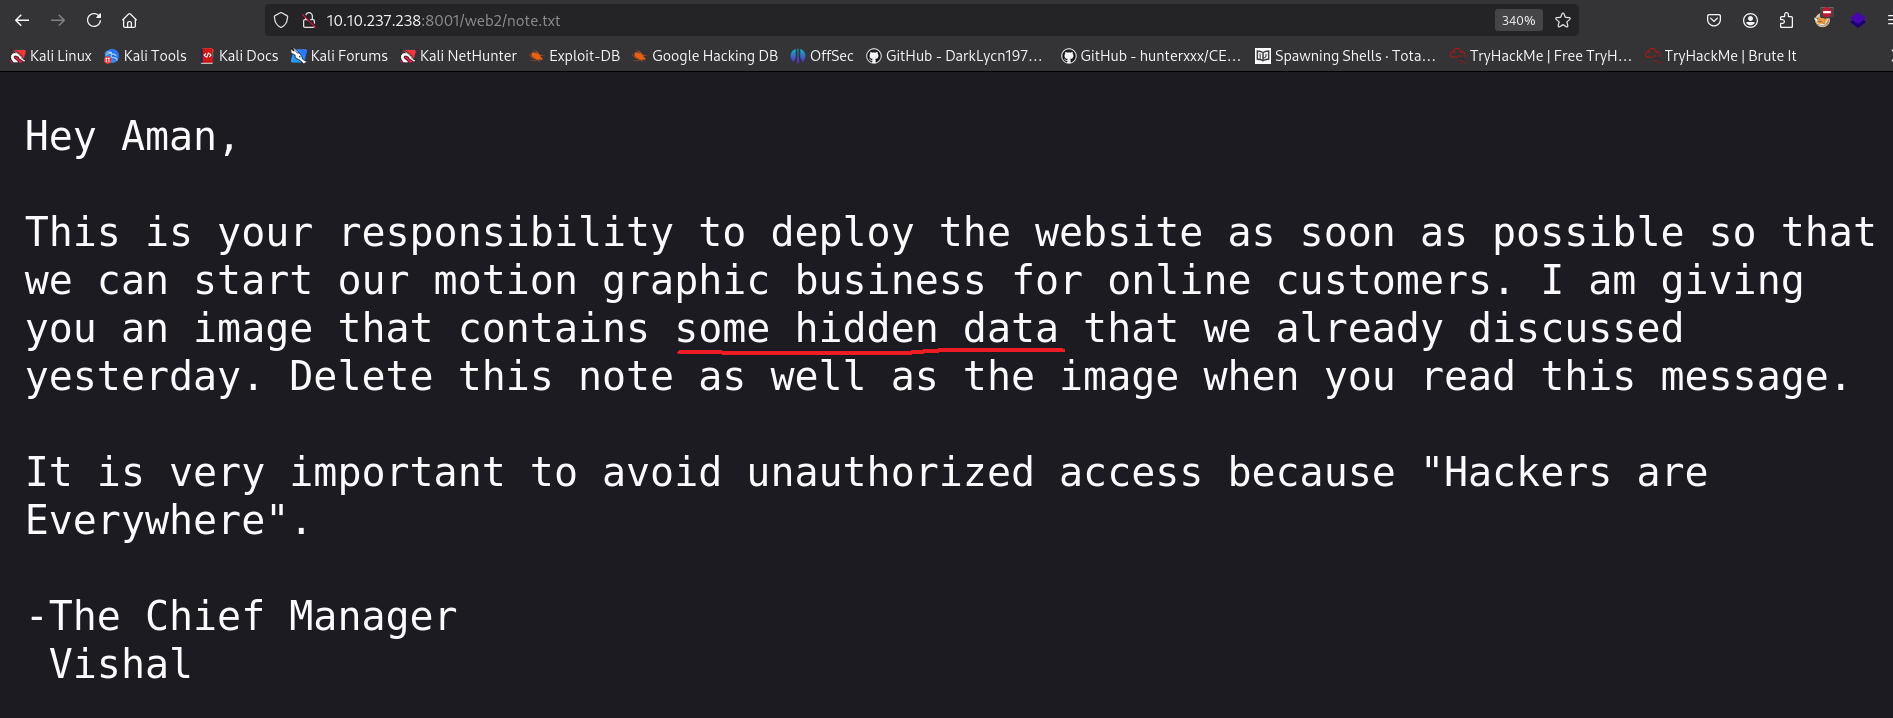 10.10.237.238:8001/web2/note.txt
340%
Kali Linux Kali Tools Kali Docs Kali Forums Kali NetHunter Exploit-DB Google Hacking DB OffSec GitHub - DarkLycn197… GitHub - hunterxxx/CE… Spawning Shells - Tota… TryHackMe | Free TryH… TryHackMe | Brute It
Hey Aman,
This is your responsibility to deploy the website as soon as possible so that
we can start our motion graphic business for online customers. I am giving
you an image that contains some hidden data that we already discussed
yesterday. Delete this note as well as the image when you read this message.
It is very important to avoid unauthorized access because "Hackers are
Everywhere".
-The Chief Manager
Vishal